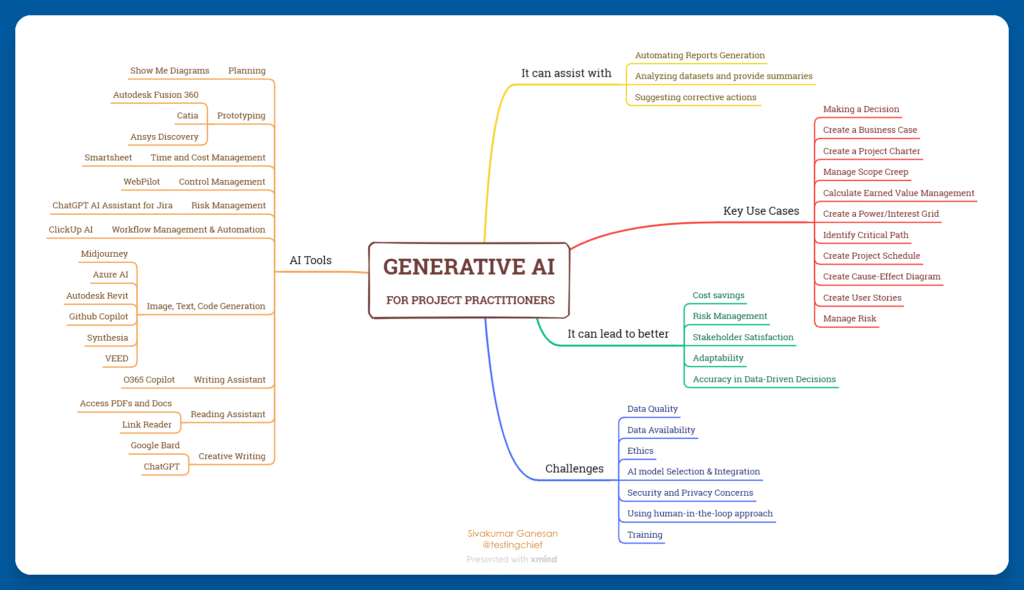 GENERATIVE AI
FOR PROJECT PRACTITIONERS
It can assist with
Automating Reports Generation
Analyzing datasets and provide summaries
Suggesting corrective actions
Key Use Cases
Making a Decision
Create a Business Case
Create a Project Charter
Manage Scope Creep
Calculate Earned Value Management
Create a Power/Interest Grid
Identify Critical Path
Create Project Schedule
Create Cause-Effect Diagram
Create User Stories
Manage Risk
It can lead to better
Cost savings
Risk Management
Stakeholder Satisfaction
Adaptability
Accuracy in Data-Driven Decisions
Challenges
Data Quality
Data Availability
Ethics
AI model Selection & Integration
Security and Privacy Concerns
Using human-in-the-loop approach
Training
AI Tools
Planning
Show Me Diagrams
Prototyping
Autodesk Fusion 360
Catia
Ansys Discovery
Time and Cost Management
Smartsheet
Control Management
WebPilot
Risk Management
ChatGPT AI Assistant for Jira
Workflow Management & Automation
ClickUp AI
Image, Text, Code Generation
Midjourney
Azure AI
Autodesk Revit
Github Copilot
Synthesia
VEED
Writing Assistant
O365 Copilot
Reading Assistant
Access PDFs and Docs
Link Reader
Creative Writing
Google Bard
ChatGPT
Sivakumar Ganesan
@testingchief
Presented with xmind